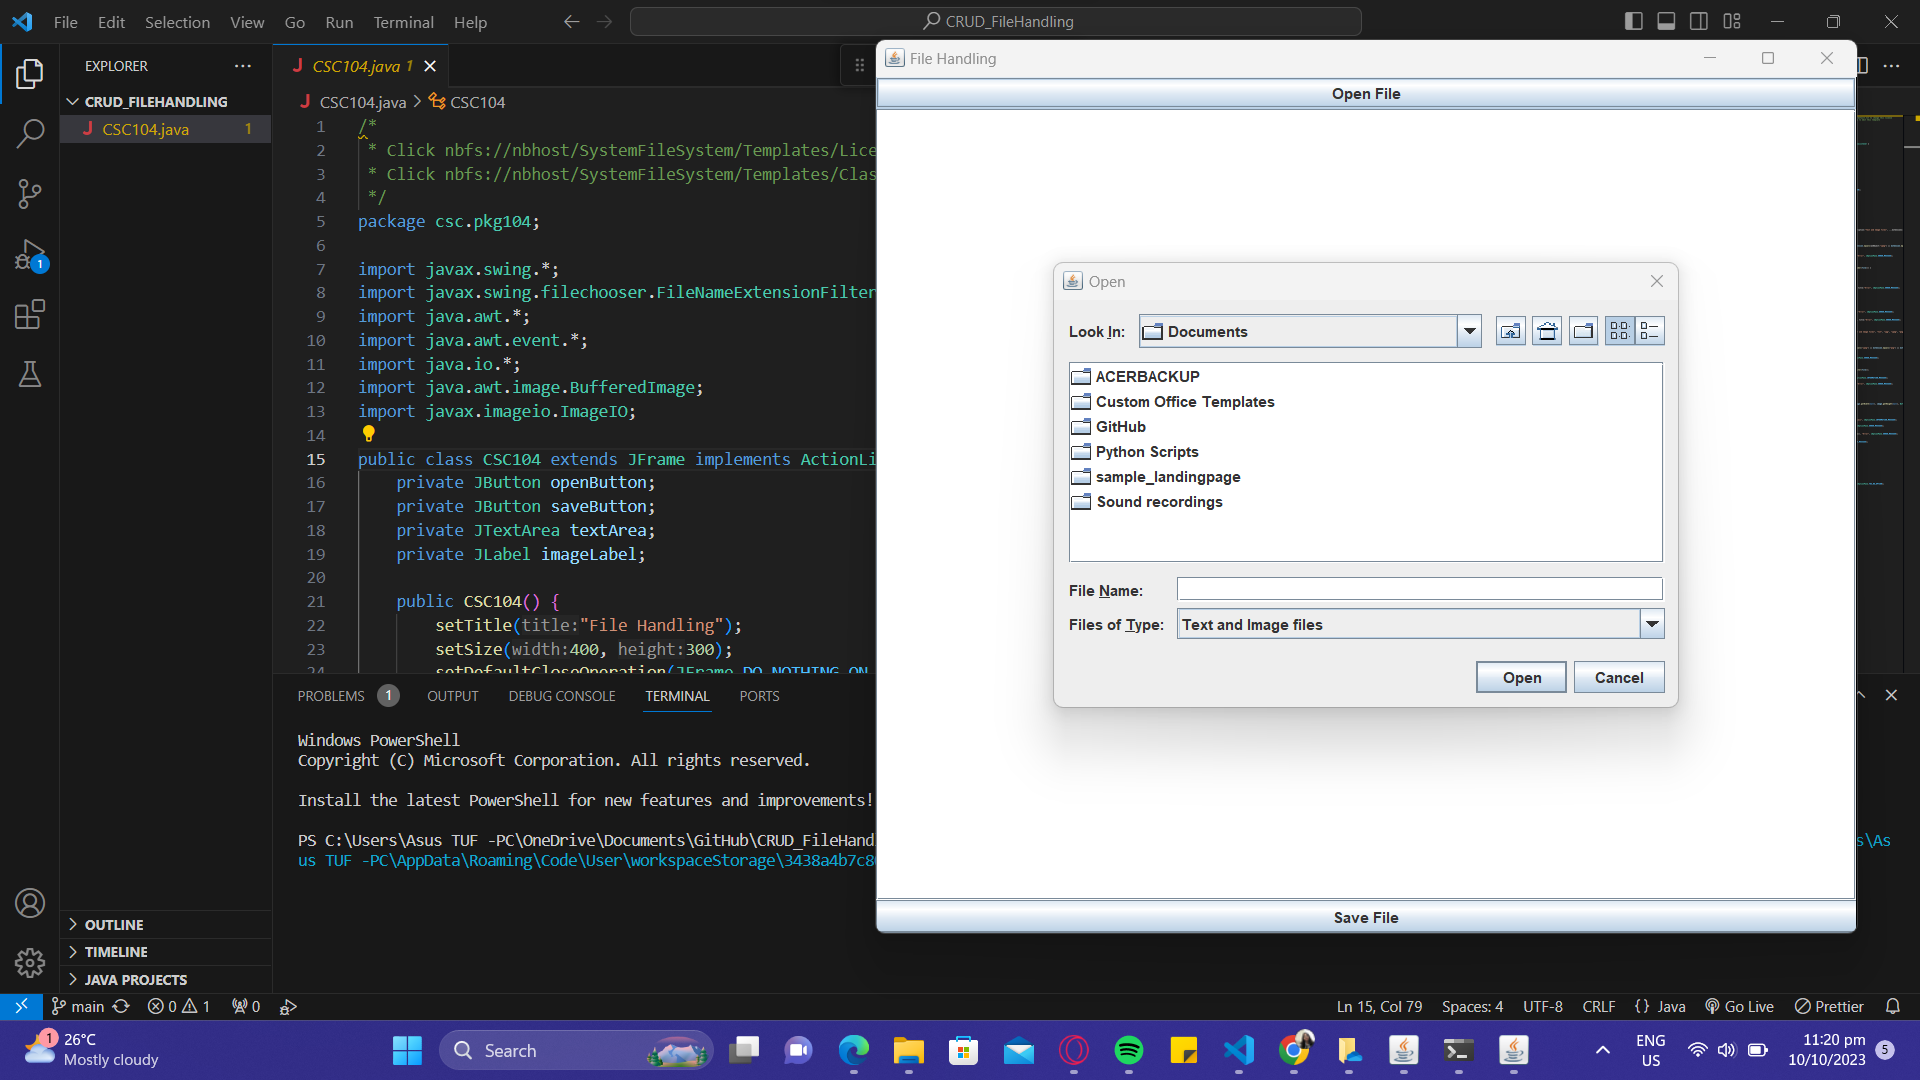 File Edit Selection View Go Run Terminal Help
CRUD_FileHandling
EXPLORER
CRUD_FILEHANDLING
J CSC104.java 1
J CSC104.java 1
J CSC104.java > CSC104
1 /*
2 * Click nbfs://nbhost/SystemFileSystem/Templates/Lice
3 * Click nbfs://nbhost/SystemFileSystem/Templates/Clas
4 */
5 package csc.pkg104;
6
7 import javax.swing.*;
8 import javax.swing.filechooser.FileNameExtensionFilter
9 import java.awt.*;
10 import java.awt.event.*;
11 import java.io.*;
12 import java.awt.image.BufferedImage;
13 import javax.imageio.ImageIO;
14
15 public class CSC104 extends JFrame implements ActionLi
16 private JButton openButton;
17 private JButton saveButton;
18 private JTextArea textArea;
19 private JLabel imageLabel;
20
21 public CSC104() {
22 setTitle(title:"File Handling");
23 setSize(width:400, height:300);
24 setDefaultCloseOperation(JFrame.DO_NOTHING_ON
PROBLEMS 1 OUTPUT DEBUG CONSOLE TERMINAL PORTS
Windows PowerShell
Copyright (C) Microsoft Corporation. All rights reserved.
Install the latest PowerShell for new features and improvements!
PS C:\Users\Asus TUF -PC\OneDrive\Documents\GitHub\CRUD_FileHand
s\As
us TUF -PC\AppData\Roaming\Code\User\workspaceStorage\3438a4b7c8
File Handling
Open File
Open
Look In: Documents
ACERBACKUP
Custom Office Templates
GitHub
Python Scripts
sample_landingpage
Sound recordings
File Name:
Files of Type: Text and Image files
Open Cancel
Save File
1
OUTLINE
TIMELINE
JAVA PROJECTS
main 0 1 0
Ln 15, Col 79 Spaces: 4 UTF-8 CRLF {} Java Go Live Prettier
1 26°C
Mostly cloudy
Search
ENG
US
11:20 pm
10/10/2023
5